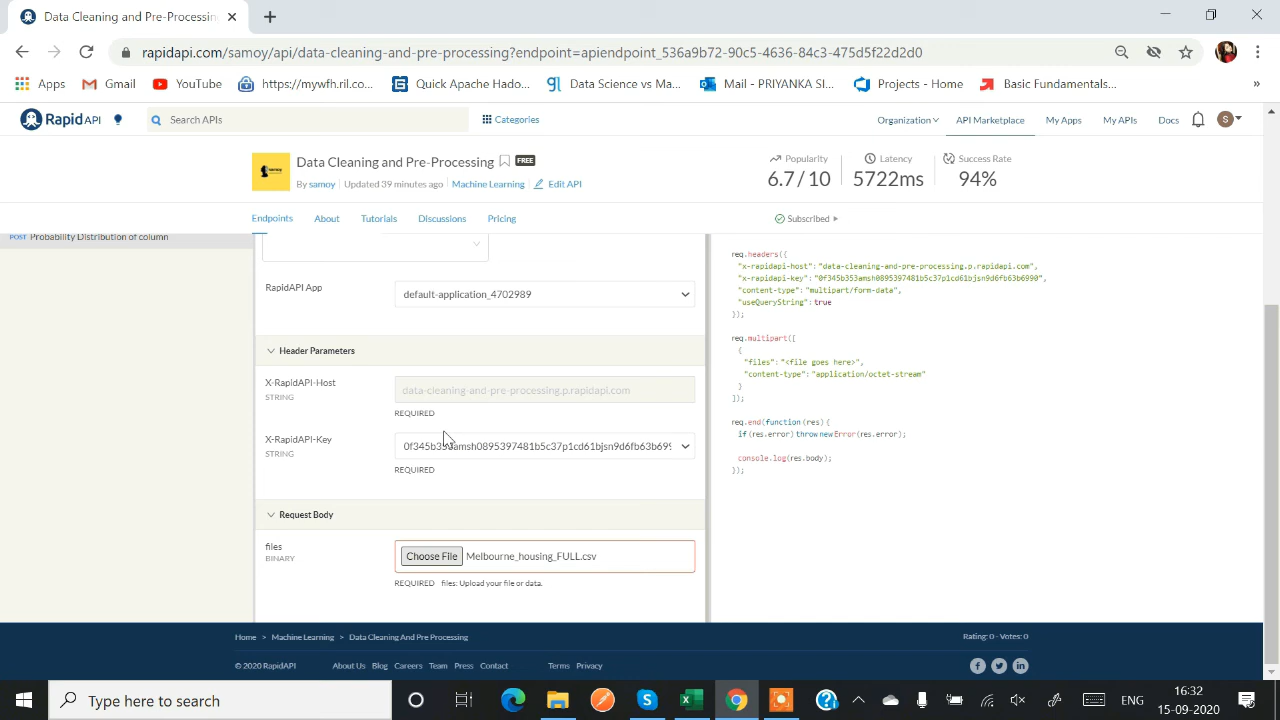 rapidapi.com/samoy/api/data-cleaning-and-pre-processing?endpoint=apiendpoint_536a9b72-90c5-4636-84c3-475d5f22d2d0
Apps
Gmail
YouTube
https://mywfh.ril.co...
Quick Apache Hado...
Data Science vs Ma...
Mail - PRIYANKA SI...
Projects - Home
Basic Fundamentals...
»
Rapid API
Search APIs
Categories
Organization
API Marketplace
My Apps
My APIs
Docs
S
Data Cleaning and Pre-Processing
FREE
By samoy
Updated 39 minutes ago
Machine Learning
Edit API
Popularity
6.7 / 10
Latency
5722ms
Success Rate
94%
Endpoints
About
Tutorials
Discussions
Pricing
Subscribed
POST Probability Distribution of column
RapidAPI App
default-application_4702989
Header Parameters
X-RapidAPI-Host
STRING
data-cleaning-and-pre-processing.p.rapidapi.com
REQUIRED
X-RapidAPI-Key
STRING
REQUIRED
Request Body
files
BINARY
Choose File Melbourne_housing_FULL.csv
REQUIRED files: Upload your file or data.
req.headers({
"x-rapidapi-host": "data-cleaning-and-pre-processing.p.rapidapi.com",
"x-rapidapi-key":
"content-type": "multipart/form-data",
"useQueryString": true
});
req.multipart([
{
"files": "<file goes here>",
"content-type": "application/octet-stream"
}
]);
req.end(function (res) {
if (res.error) throw new Error(res.error);
console.log(res.body);
});
Home > Machine Learning > Data Cleaning And Pre Processing
Rating: 0 - Votes: 0
© 2020 RapidAPI
About Us
Blog
Careers
Team
Press
Contact
Terms
Privacy
Type here to search
ENG
16:32
15-09-2020